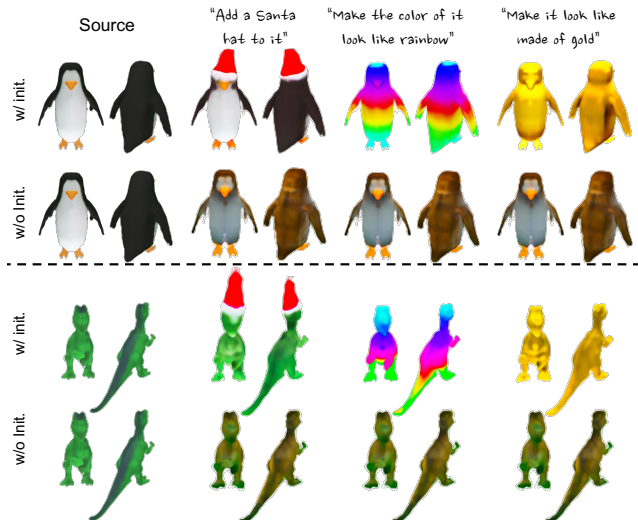 Source
"Add a Santa
hat to it"
"Make the color of it
look like rainbow"
"Make it look like
made of gold"
w/ init.
w/o Init.
w/ init.
w/o Init.